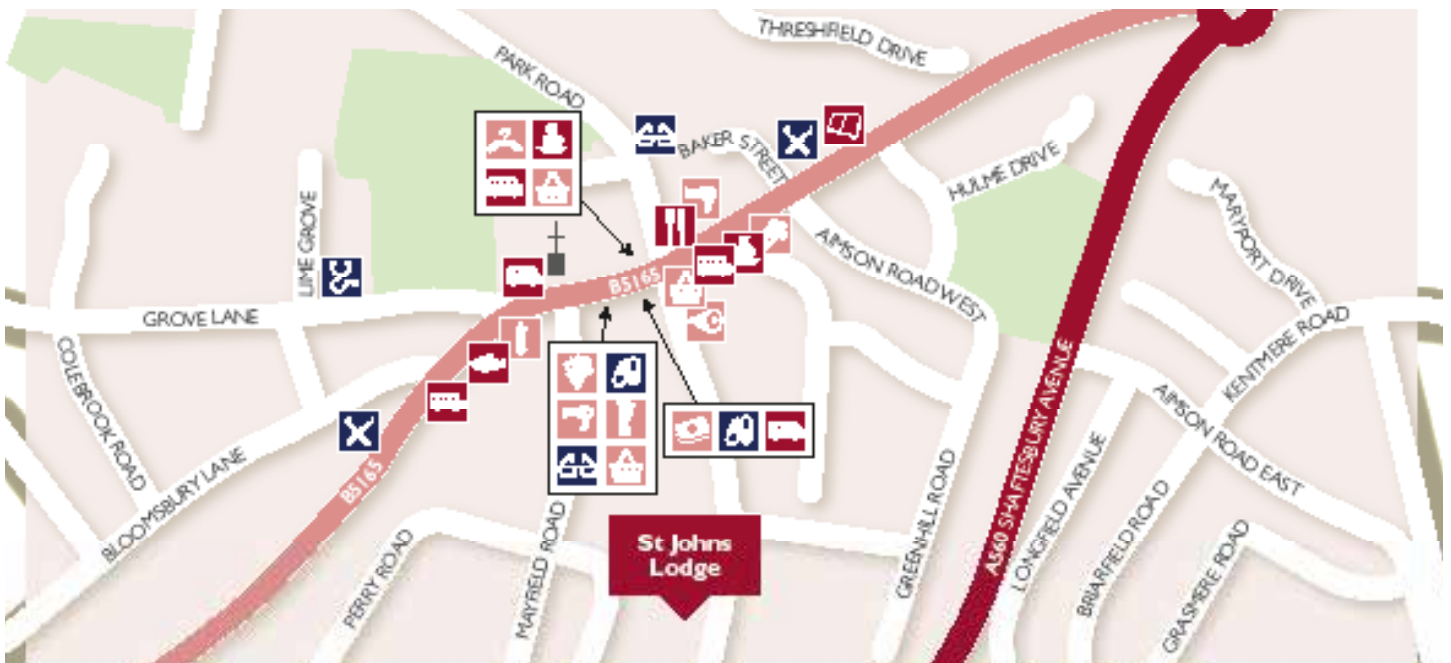 THRESHFIELD DRIVE
PARK ROAD
BAKER STREET
HULME DRIVE
MARYPORT DRIVE
LIME GROVE
AIMSON ROAD WEST
B5165
GROVE LANE
KENTMERE ROAD
COLEBROOK ROAD
A560 SHAFTESBURY AVENUE
AIMSON ROAD EAST
B5165
BLOOMSBURY LANE
GREENHILL ROAD
LONGFIELD AVENUE
BRIARFIELD ROAD
PERRY ROAD
MAYFIELD ROAD
GRASMERE ROAD
St Johns
Lodge